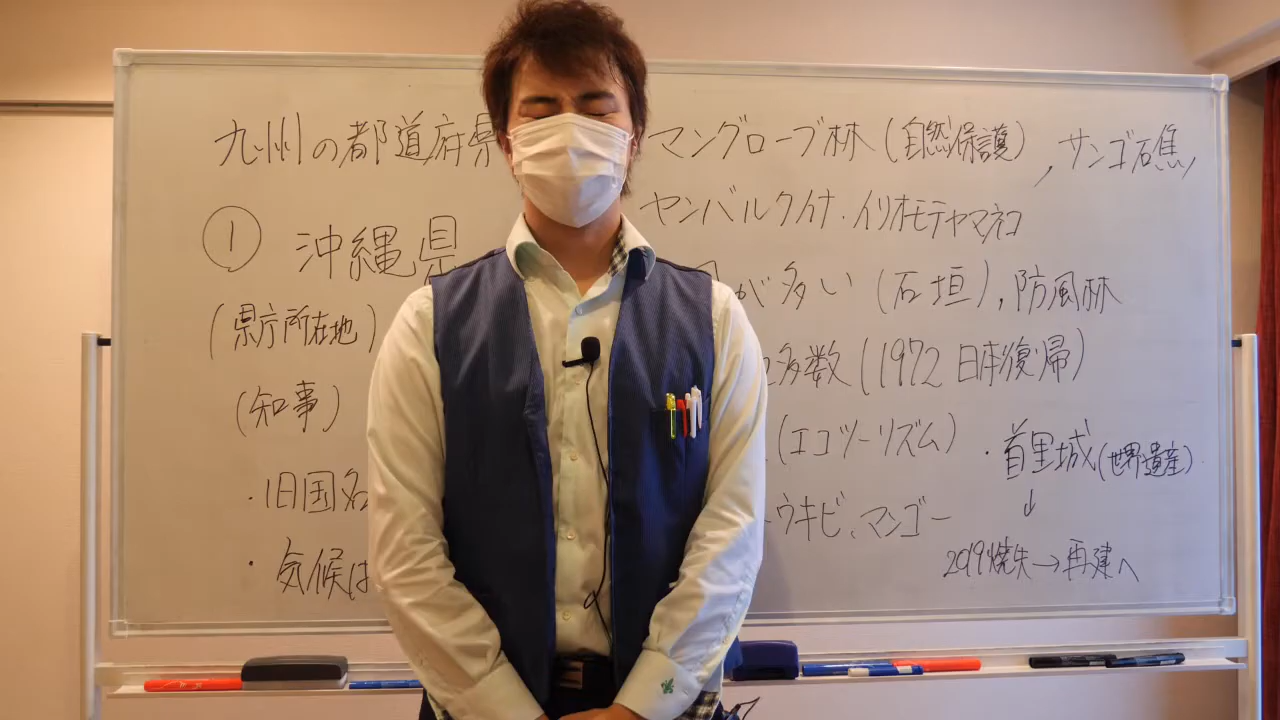 九州の都道府県
① 沖縄県
(県庁所在地)
(知事)
・旧国名
・気候は
マングローブ林(自然保護),サンゴ礁,
ヤンバルクイナ・イリオモテヤマネコ
が多い(石垣),防風林
多数(1972 日本復帰)
(エコツーリズム)
・首里城(世界遺産)
↓
2019焼失→再建へ
ウキビ、マンゴー